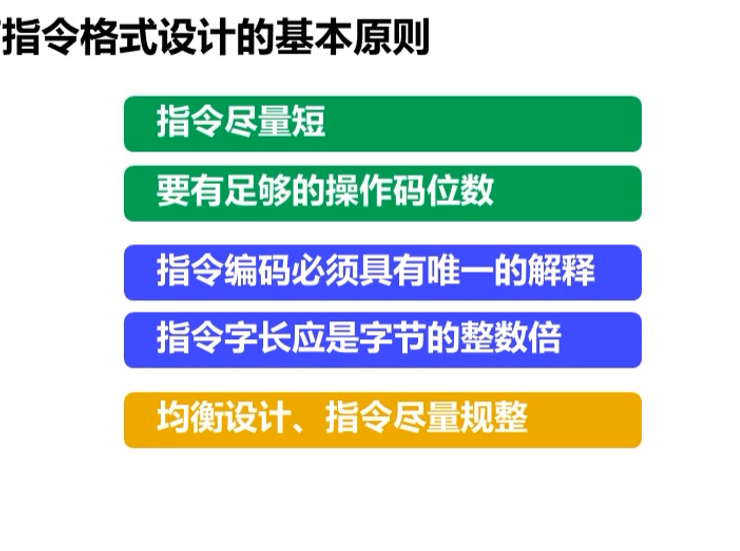 指令格式设计的基本原则
指令尽量短
要有足够的操作码位数
指令编码必须具有唯一的解释
指令字长应是字节的整数倍
均衡设计、指令尽量规整